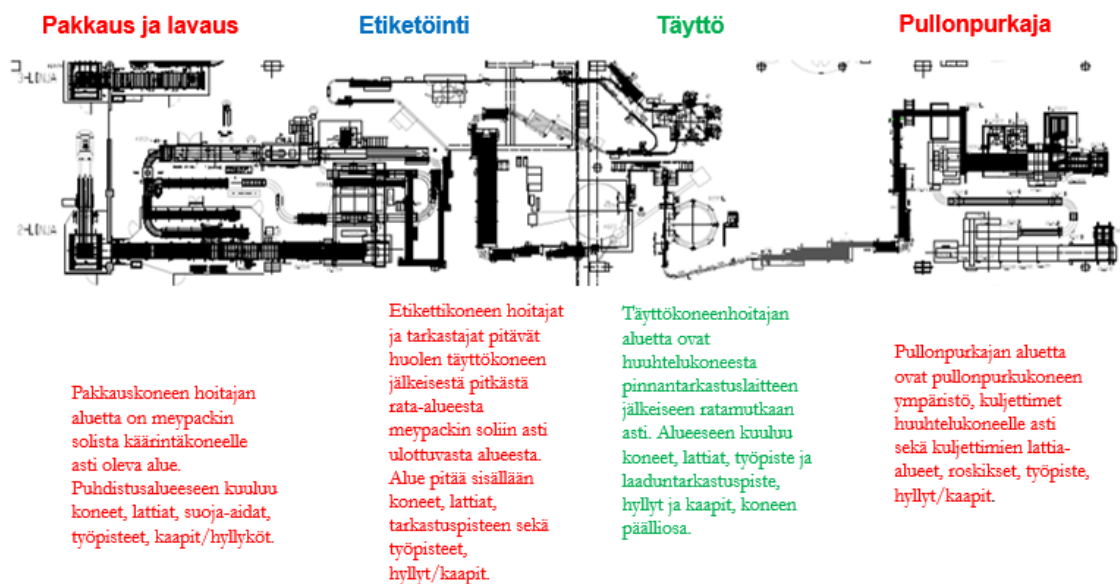 Pakkaus ja lavaus
Etiketöinti
Täyttö
Pullonpurkaja
3-LINJA
2-LINJA
Pakkauskoneen hoitajan
aluetta on meypackin
solista käärintäkoneelle
asti oleva alue.
Puhdistusalueeseen kuuluu
koneet, lattiat, suoja-aidat,
työpisteet, kaapit/hyllyköt.
Etikettikoneen hoitajat
ja tarkastajat pitävät
huolen täyttökoneen
jälkeisestä pitkästä
rata-alueesta
meypackin soliin asti
ulottuvasta alueesta.
Alue pitää sisällään
koneet, lattiat,
tarkastuspisteen sekä
työpisteet,
hyllyt/kaapit.
Täyttökoneenhoitajan
aluetta ovat
huuhtelukoneesta
pinnantarkastuslaitteen
jälkeiseen ratamutkaan
asti. Alueeseen kuuluu
koneet, lattiat, työpiste ja
laaduntarkastuspiste,
hyllyt ja kaapit, koneen
päälliosa.
Pullonpurkajan aluetta
ovat pullonpurkukoneen
ympäristö, kuljettimet
huuhtelukoneelle asti
sekä kuljettimien lattia-
alueet, roskikset, työpiste,
hyllyt/kaapit.